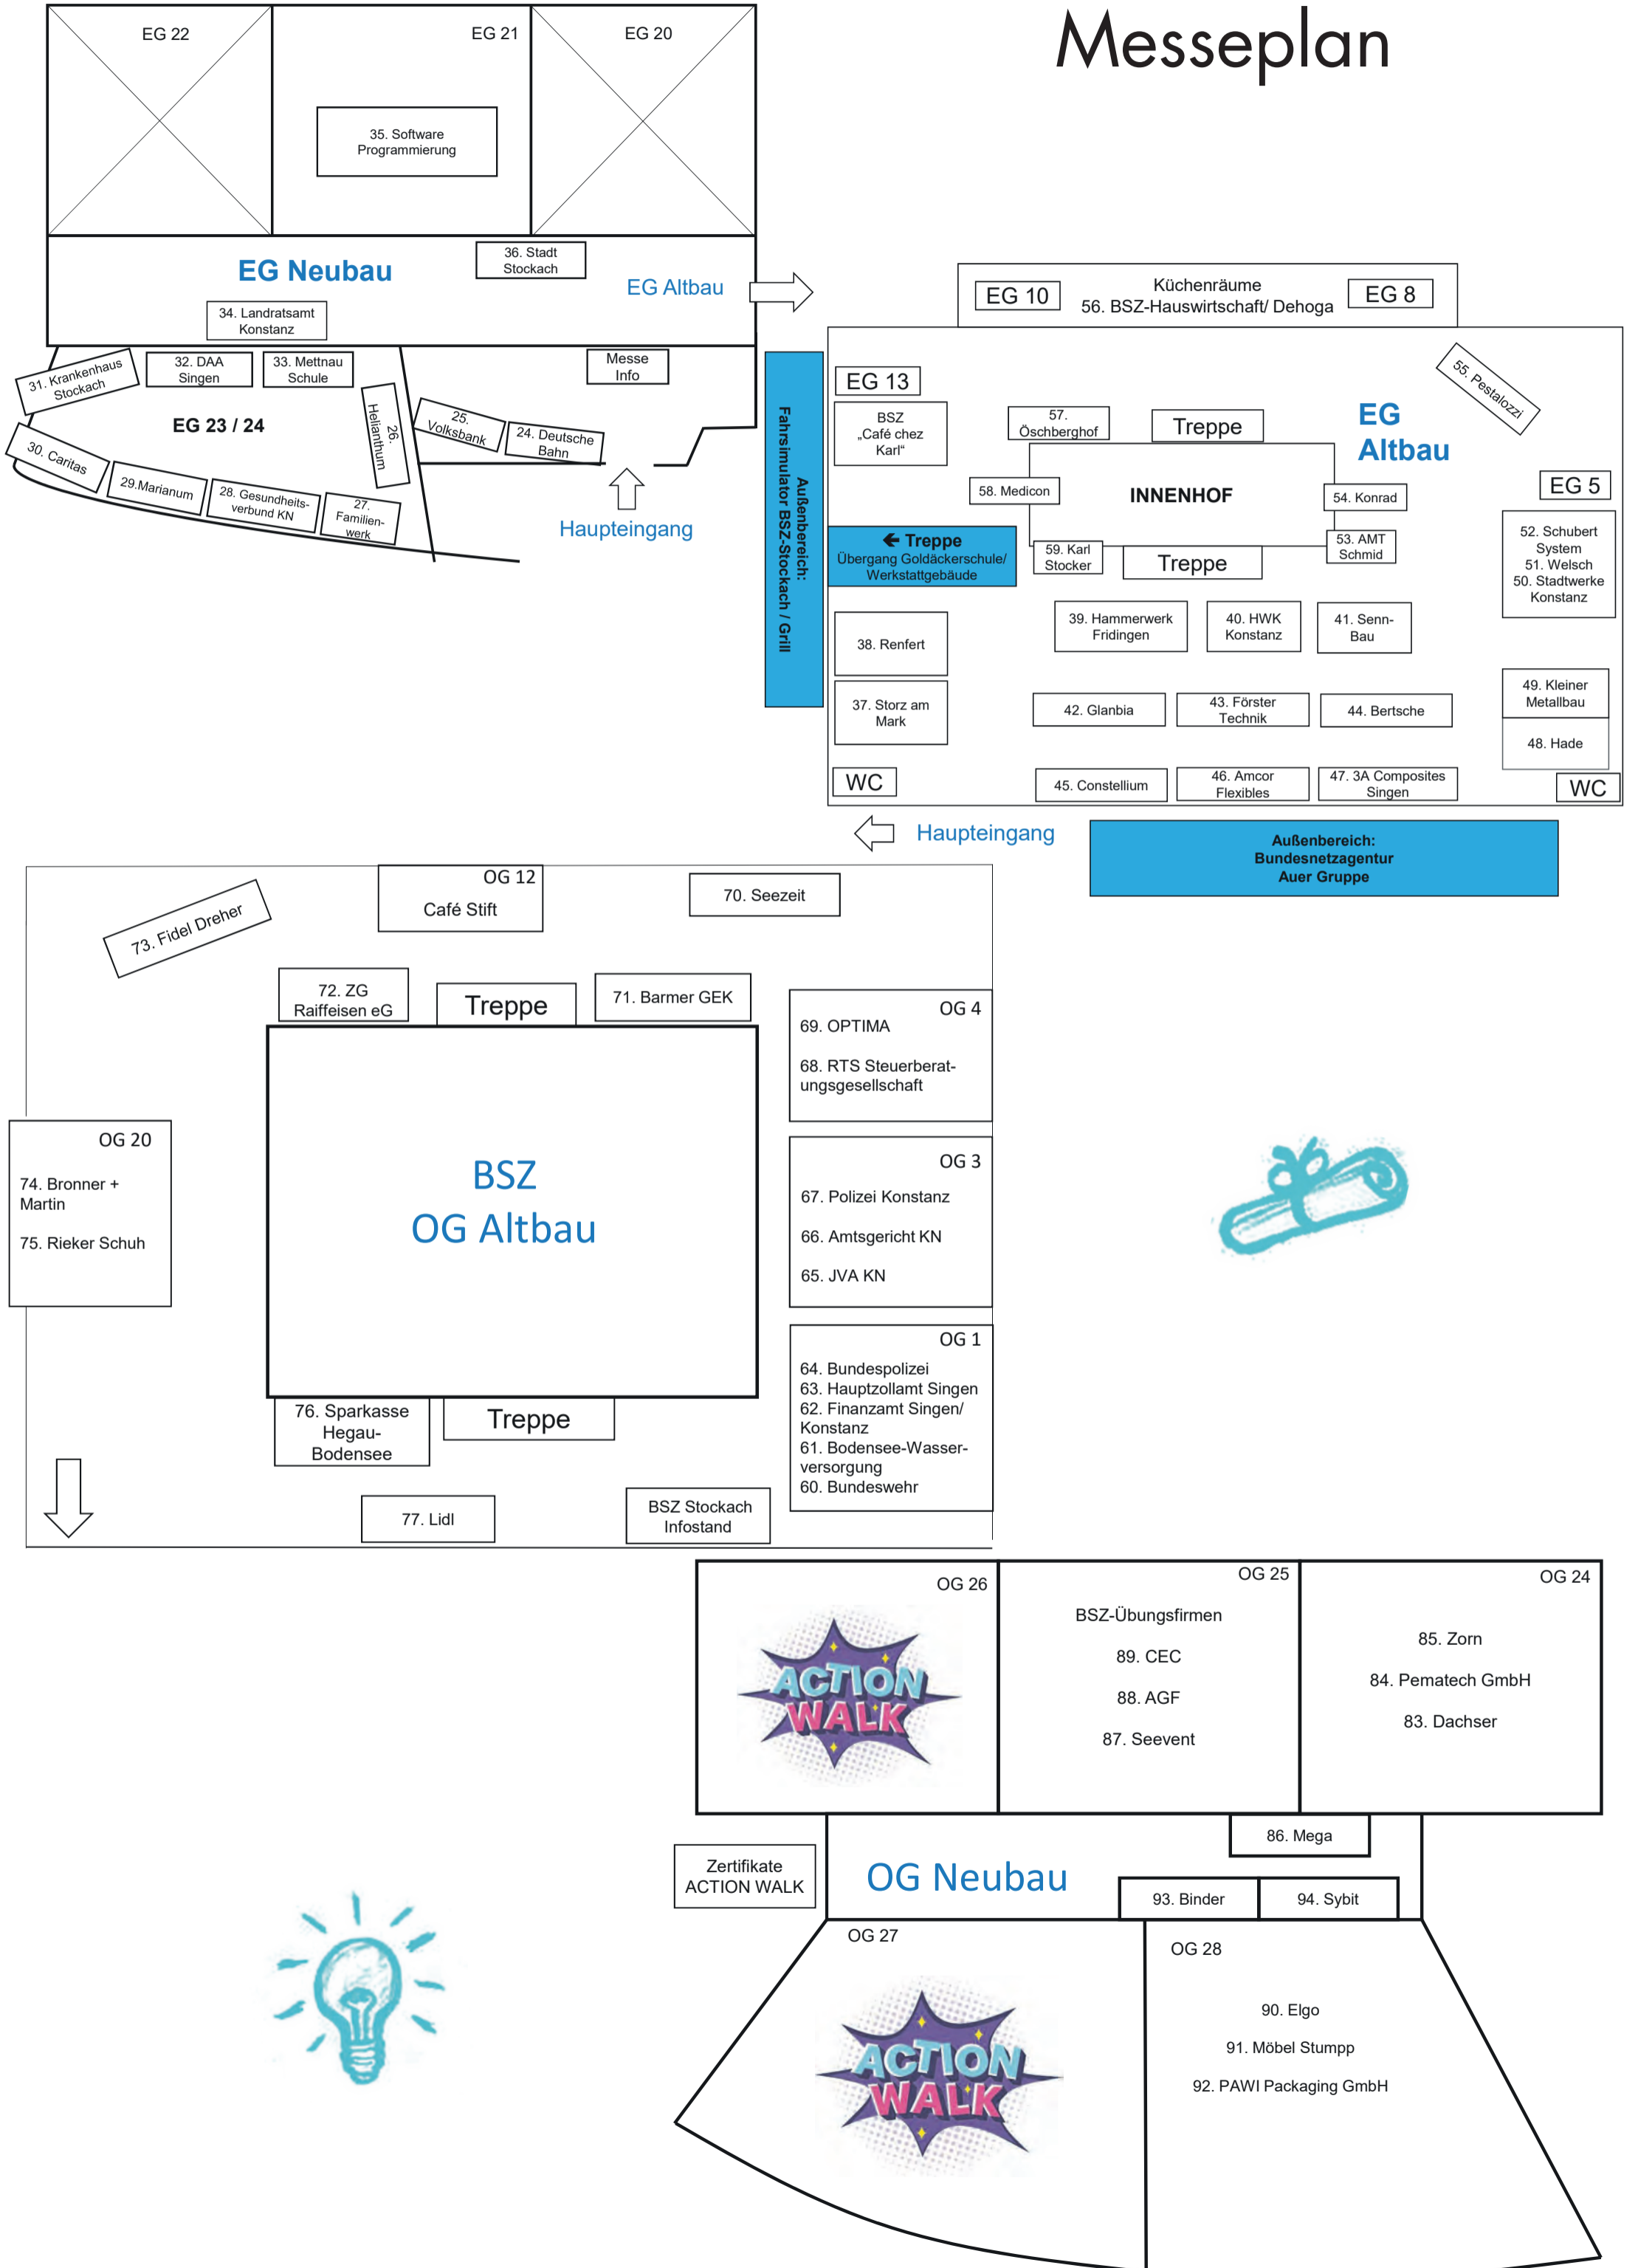 Messeplan
EG 22
EG 21
EG 20
35. Software
Programmierung
36. Stadt
Stockach
EG Neubau
EG Altbau
34. Landratsamt
Konstanz
31. Krankenhaus
Stockach
32. DAA
Singen
33. Mettnau
Schule
Messe
Info
26.
Helianthum
25.
Volksbank
24. Deutsche
Bahn
EG 23 / 24
30. Caritas
29.Marianum
28. Gesundheits-
verbund KN
27.
Familien-
werk
Haupteingang
Außenbereich:
Fahrsimulator BSZ-Stockach / Grill
EG 10
Küchenräume
56. BSZ-Hauswirtschaft/ Dehoga
EG 8
EG 13
BSZ
„Café chez
Karl“
57.
Öschberghof
Treppe
EG
Altbau
55. Pestalozzi
58. Medicon
INNENHOF
54. Konrad
EG 5
← Treppe
Übergang Goldäckerschule/
Werkstattgebäude
59. Karl
Stocker
Treppe
53. AMT
Schmid
52. Schubert
System
51. Welsch
50. Stadtwerke
Konstanz
38. Renfert
39. Hammerwerk
Fridingen
40. HWK
Konstanz
41. Senn-
Bau
37. Storz am
Mark
42. Glanbia
43. Förster
Technik
44. Bertsche
49. Kleiner
Metallbau
48. Hade
WC
45. Constellium
46. Amcor
Flexibles
47. 3A Composites
Singen
WC
Haupteingang
Außenbereich:
Bundesnetzagentur
Auer Gruppe
OG 12
Café Stift
70. Seezeit
73. Fidel Dreher
72. ZG
Raiffeisen eG
Treppe
71. Barmer GEK
OG 4
69. OPTIMA
68. RTS Steuerberat-
ungsgesellschaft
OG 20
74. Bronner +
Martin
75. Rieker Schuh
BSZ
OG Altbau
OG 3
67. Polizei Konstanz
66. Amtsgericht KN
65. JVA KN
OG 1
64. Bundespolizei
63. Hauptzollamt Singen
62. Finanzamt Singen/
Konstanz
61. Bodensee-Wasser-
versorgung
60. Bundeswehr
76. Sparkasse
Hegau-
Bodensee
Treppe
77. Lidl
BSZ Stockach
Infostand
OG 26
ACTION
WALK
OG 25
BSZ-Übungsfirmen
89. CEC
88. AGF
87. Seevent
OG 24
85. Zorn
84. Pematech GmbH
83. Dachser
86. Mega
Zertifikate
ACTION WALK
OG Neubau
93. Binder
94. Sybit
OG 27
ACTION
WALK
OG 28
90. Elgo
91. Möbel Stumpp
92. PAWI Packaging GmbH